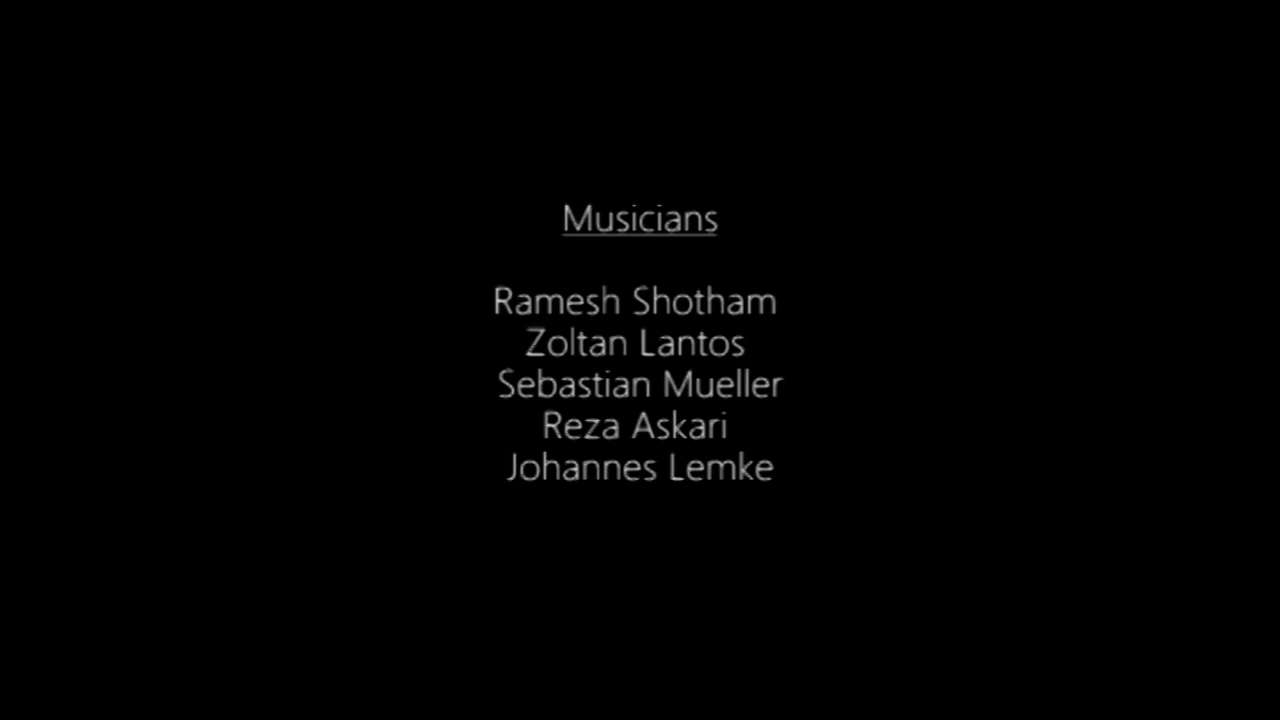 Musicians
Ramesh Shotham
Zoltan Lantos
Sebastian Mueller
Reza Askari
Johannes Lemke